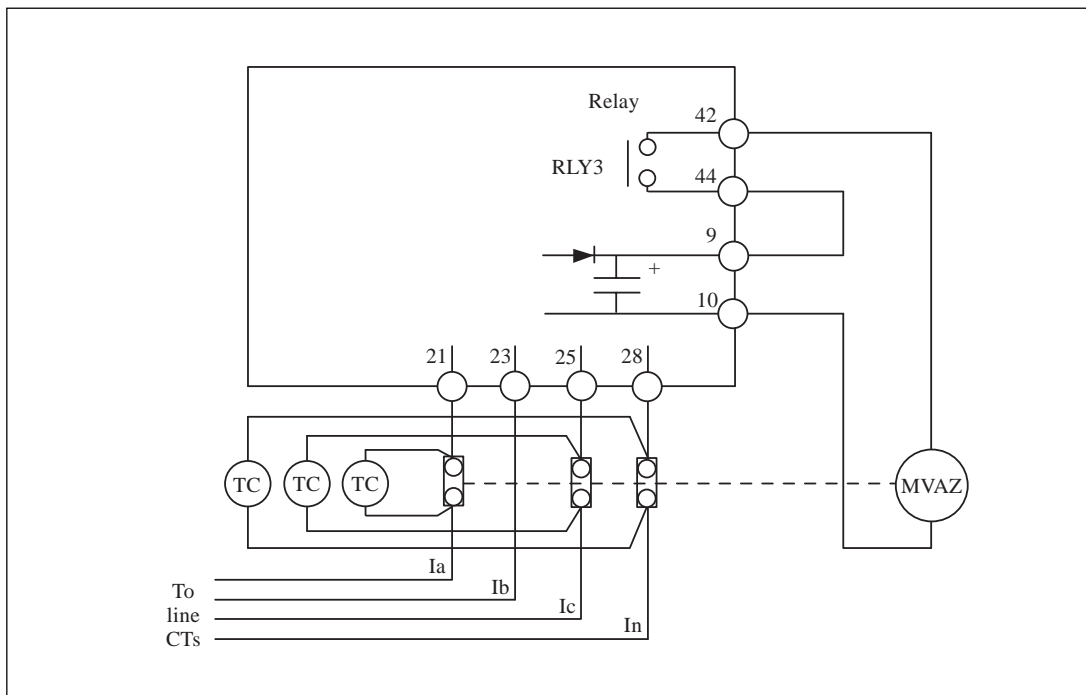 Relay
42
RLY3
44
9
+
10
21
23
25
28
TC
TC
TC
MVAZ
Ia
To
Ib
line
Ic
CTs
In